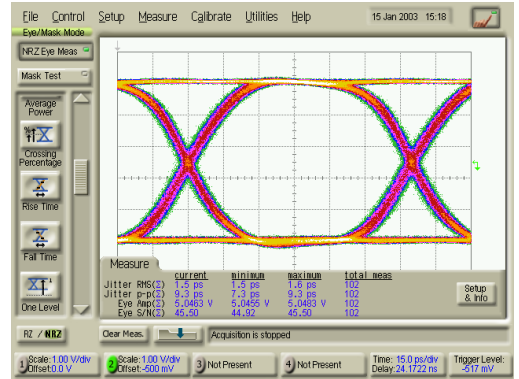 File Control Setup Measure Calibrate Utilities Help 15 Jan 2003 15:18
Eye/Mask Mode
NRZ Eye Meas
Mask Test
Average
Power
Crossing
Percentage
Rise Time
Fall Time
One Level
Measure
current minimum maximum total meas
Jitter RMS(Σ) 1.5 ps 1.5 ps 1.6 ps 102
Jitter p-p(Σ) 9.3 ps 9.3 ps 9.3 ps 102
Eye Amp(Σ) 5.0463 V 5.0455 V 5.0483 V 102
Eye S/N(Σ) 45.50 44.92 45.50 102
Setup
& Info
RZ / NRZ
Clear Meas.
Acquisition is stopped
1 Scale: 1.00 V/div
Offset: 0.0 V
2 Scale: 1.00 V/div
Offset: -500 mV
3 Not Present
4 Not Present
Time: 15.0 ps/div
Delay: 24.1722 ns
Trigger Level:
-517 mV